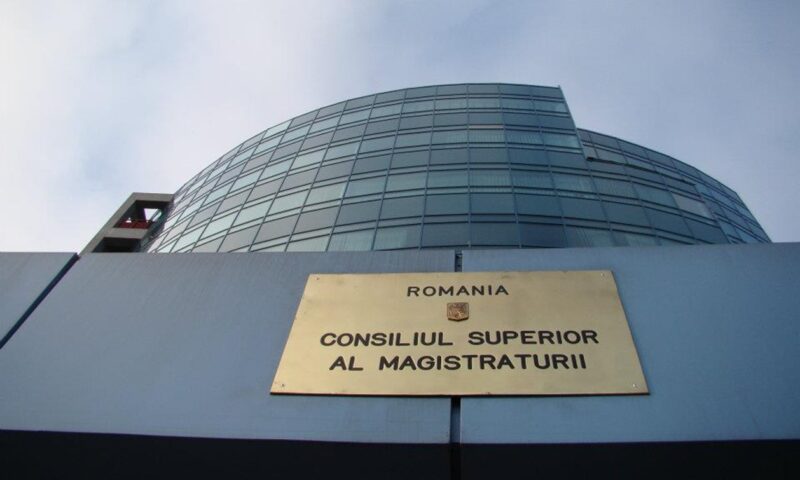 ROMANIA
CONSILIUL SUPERIOR
AL MAGISTRATURII